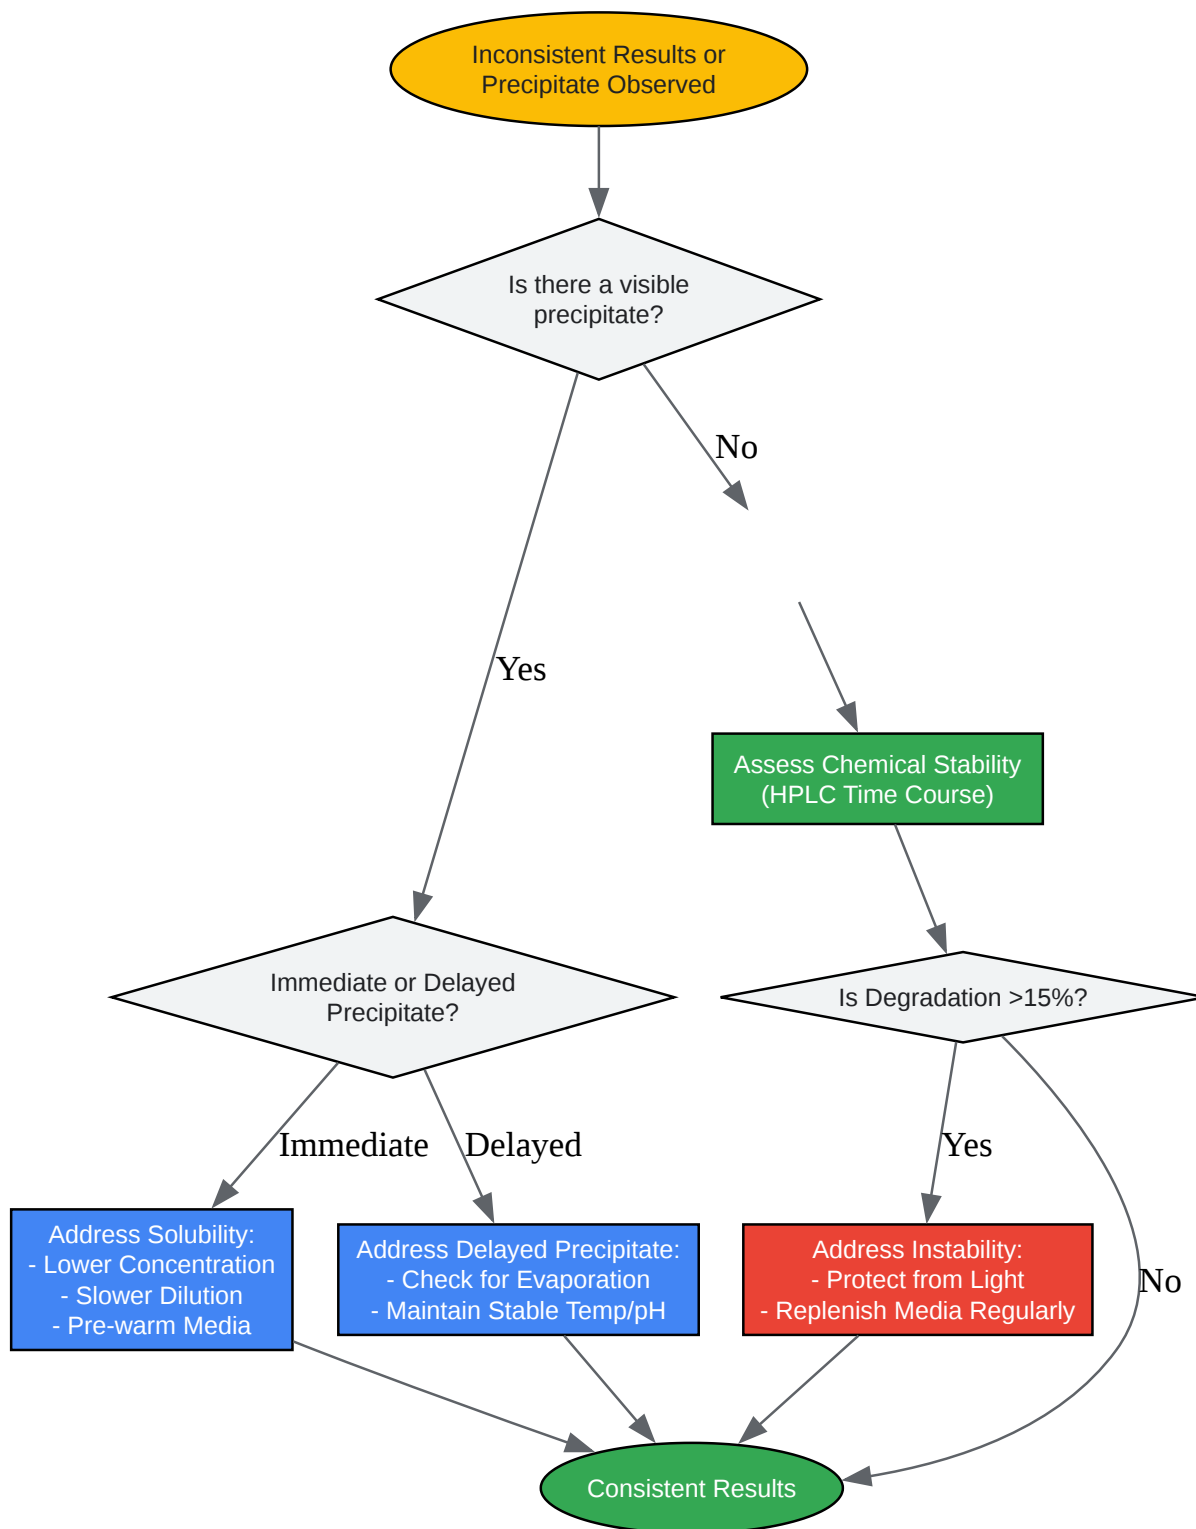 Inconsistent Results or
Precipitate Observed
Is there a visible
precipitate?
No
Yes
Assess Chemical Stability
(HPLC Time Course)
Immediate or Delayed
Precipitate?
Is Degradation >15%?
Immediate
Delayed
Yes
Address Solubility:
- Lower Concentration
- Slower Dilution
- Pre-warm Media
Address Delayed Precipitate:
- Check for Evaporation
- Maintain Stable Temp/pH
Address Instability:
- Protect from Light
- Replenish Media Regularly
No
Consistent Results